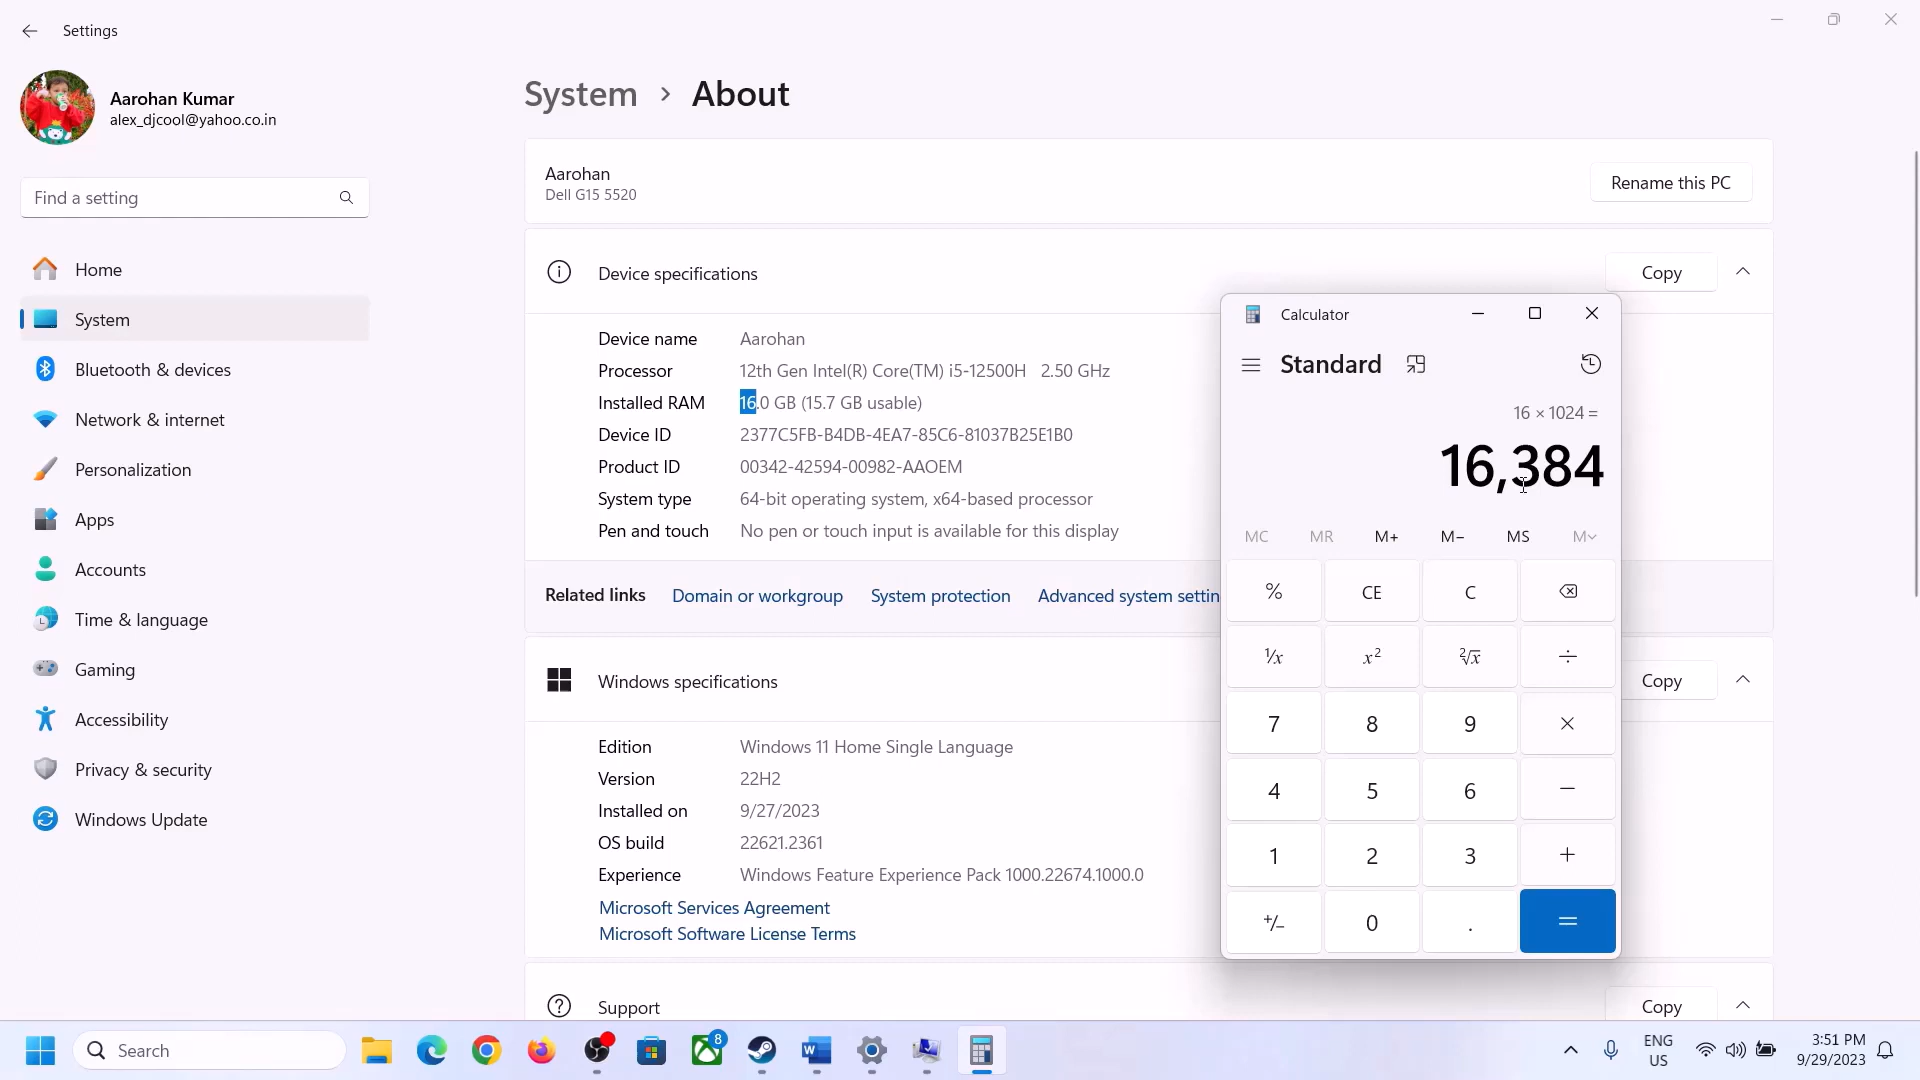 Settings
Aarohan Kumar
alex_djcool@yahoo.co.in
Find a setting
Home
System
Bluetooth & devices
Network & internet
Personalization
Apps
Accounts
Time & language
Gaming
Accessibility
Privacy & security
Windows Update
System > About
Aarohan
Dell G15 5520
Rename this PC
Device specifications
Copy
Device name Aarohan
Processor 12th Gen Intel(R) Core(TM) i5-12500H 2.50 GHz
Installed RAM 16.0 GB (15.7 GB usable)
Device ID 2377C5FB-B4DB-4EA7-85C6-81037B25E1B0
Product ID 00342-42594-00982-AAOEM
System type 64-bit operating system, x64-based processor
Pen and touch No pen or touch input is available for this display
Related links Domain or workgroup System protection Advanced system settin
Windows specifications
Copy
Edition Windows 11 Home Single Language
Version 22H2
Installed on 9/27/2023
OS build 22621.2361
Experience Windows Feature Experience Pack 1000.22674.1000.0
Microsoft Services Agreement
Microsoft Software License Terms
Support
Copy
Calculator
Standard
16 × 1024 =
16,384
MC MR M+ M− MS M
% CE C
¹/x x² ²√x ÷
7 8 9 ×
4 5 6 −
1 2 3 +
+/− 0 . =
Search
8
W
ENG
US
3:51 PM
9/29/2023